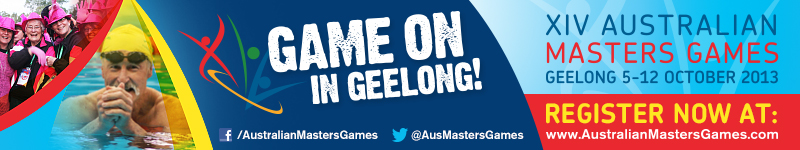 GAME ON
IN GEELONG!
/AustralianMastersGames
@AusMastersGames
XIV AUSTRALIAN
MASTERS GAMES
GEELONG 5-12 OCTOBER 2013
REGISTER NOW AT:
www.AustralianMastersGames.com